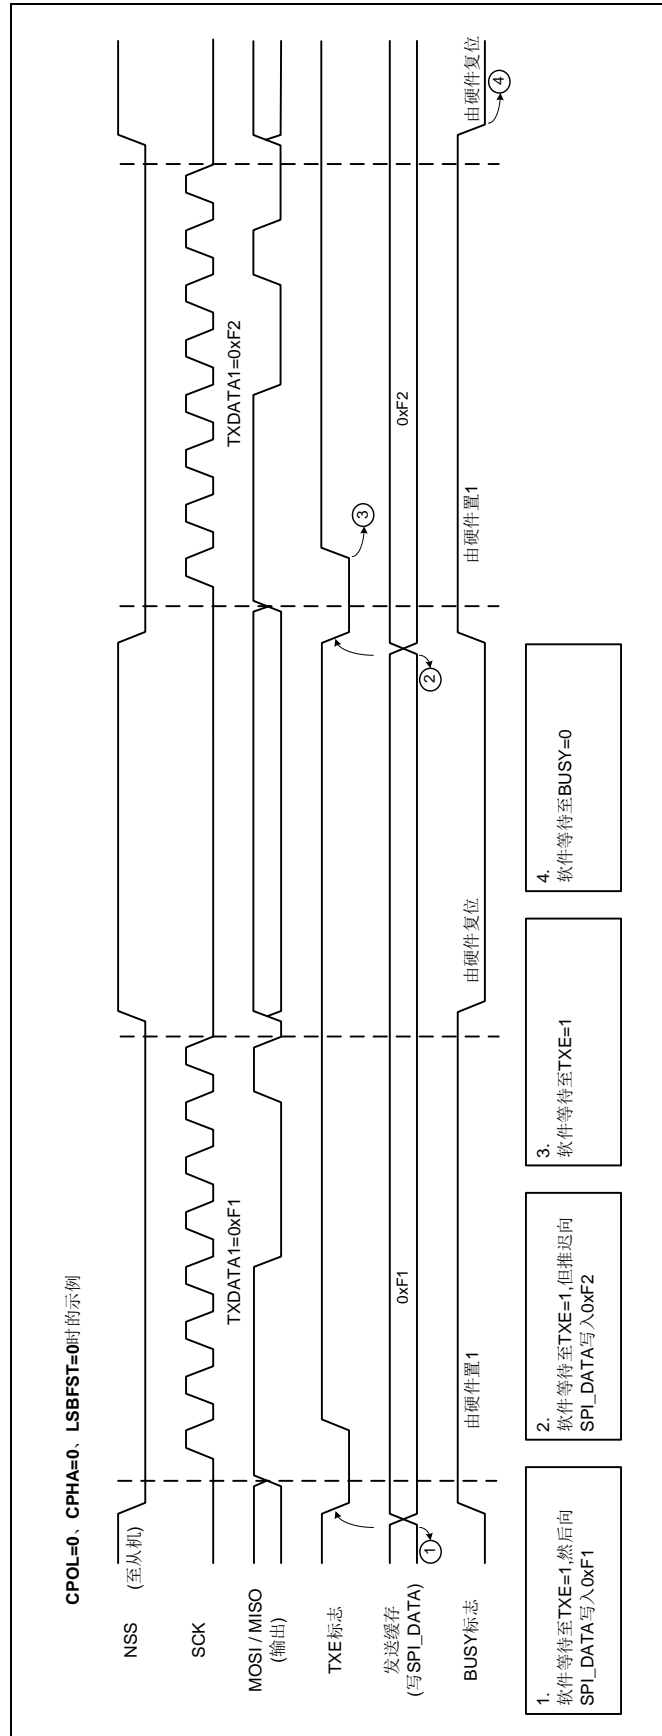 CPOL=0、CPHA=0、LSBFST=0时的示例
NSS
(至从机)
SCK
TXDATA1=0xF1
TXDATA1=0xF2
MOSI / MISO
(输出)
TXE标志
3
发送缓存
(写SPI_DATA)
0xF1
0xF2
1
2
BUSY标志
由硬件置1
由硬件复位
由硬件置1
由硬件复位
4
1.
软件等待至TXE=1,然后向
SPI_DATA写入0xF1
2.
软件等待至TXE=1,但推迟向
SPI_DATA写入0xF2
3.
软件等待至TXE=1
4.
软件等待至BUSY=0